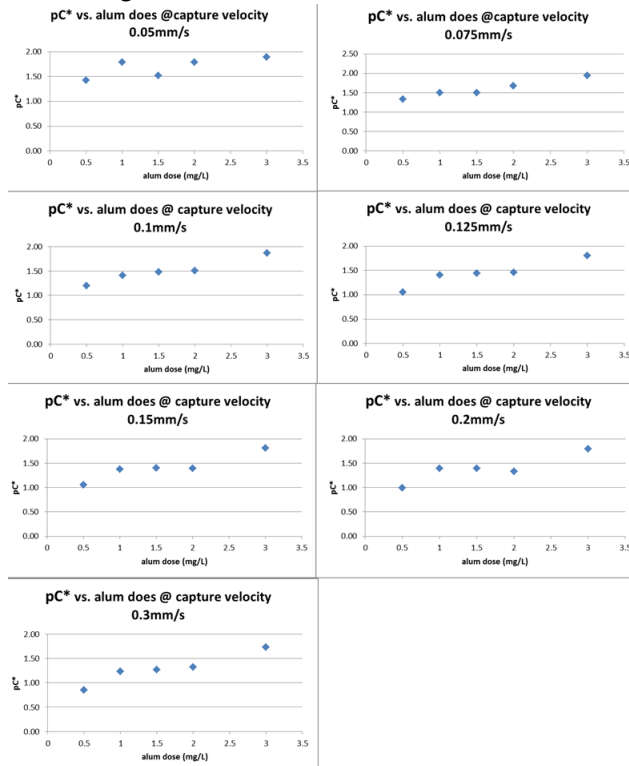 pC* vs. alum does @capture velocity
0.05mm/s
2.00
1.50
1.00
0.50
0.00
pC*
0 0.5 1 1.5 2 2.5 3 3.5
alum dose (mg/L)
pC* vs. alum does @capture velocity
0.075mm/s
2.50
2.00
1.50
1.00
0.50
0.00
pC*
0 0.5 1 1.5 2 2.5 3 3.5
alum dose (mg/L)
pC* vs. alum does @ capture velocity
0.1mm/s
2.00
1.50
1.00
0.50
0.00
pC*
0 0.5 1 1.5 2 2.5 3 3.5
alum dose (mg/L)
pC* vs. alum does @ capture velocity
0.125mm/s
2.00
1.50
1.00
0.50
0.00
pC*
0 0.5 1 1.5 2 2.5 3 3.5
alum dose (mg/L)
pC* vs. alum does @ capture velocity
0.15mm/s
2.00
1.50
1.00
0.50
0.00
pC*
0 0.5 1 1.5 2 2.5 3 3.5
alum dose (mg/L)
pC* vs. alum does @ capture velocity
0.2mm/s
2.00
1.50
1.00
0.50
0.00
pC*
0 0.5 1 1.5 2 2.5 3 3.5
alum dose (mg/L)
pC* vs. alum does @ capture velocity
0.3mm/s
2.00
1.50
1.00
0.50
0.00
pC*
0 0.5 1 1.5 2 2.5 3 3.5
alum dose (mg/L)